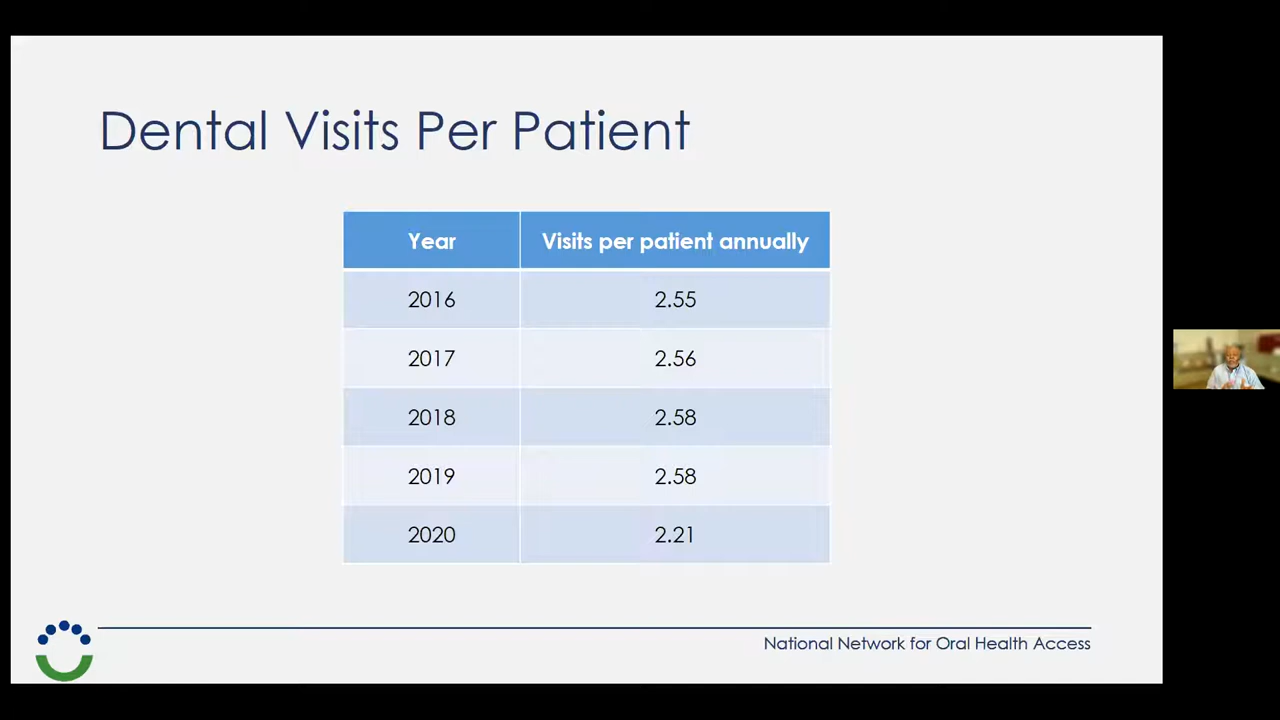 Dental Visits Per Patient
Year Visits per patient annually
2016 2.55
2017 2.56
2018 2.58
2019 2.58
2020 2.21
National Network for Oral Health Access